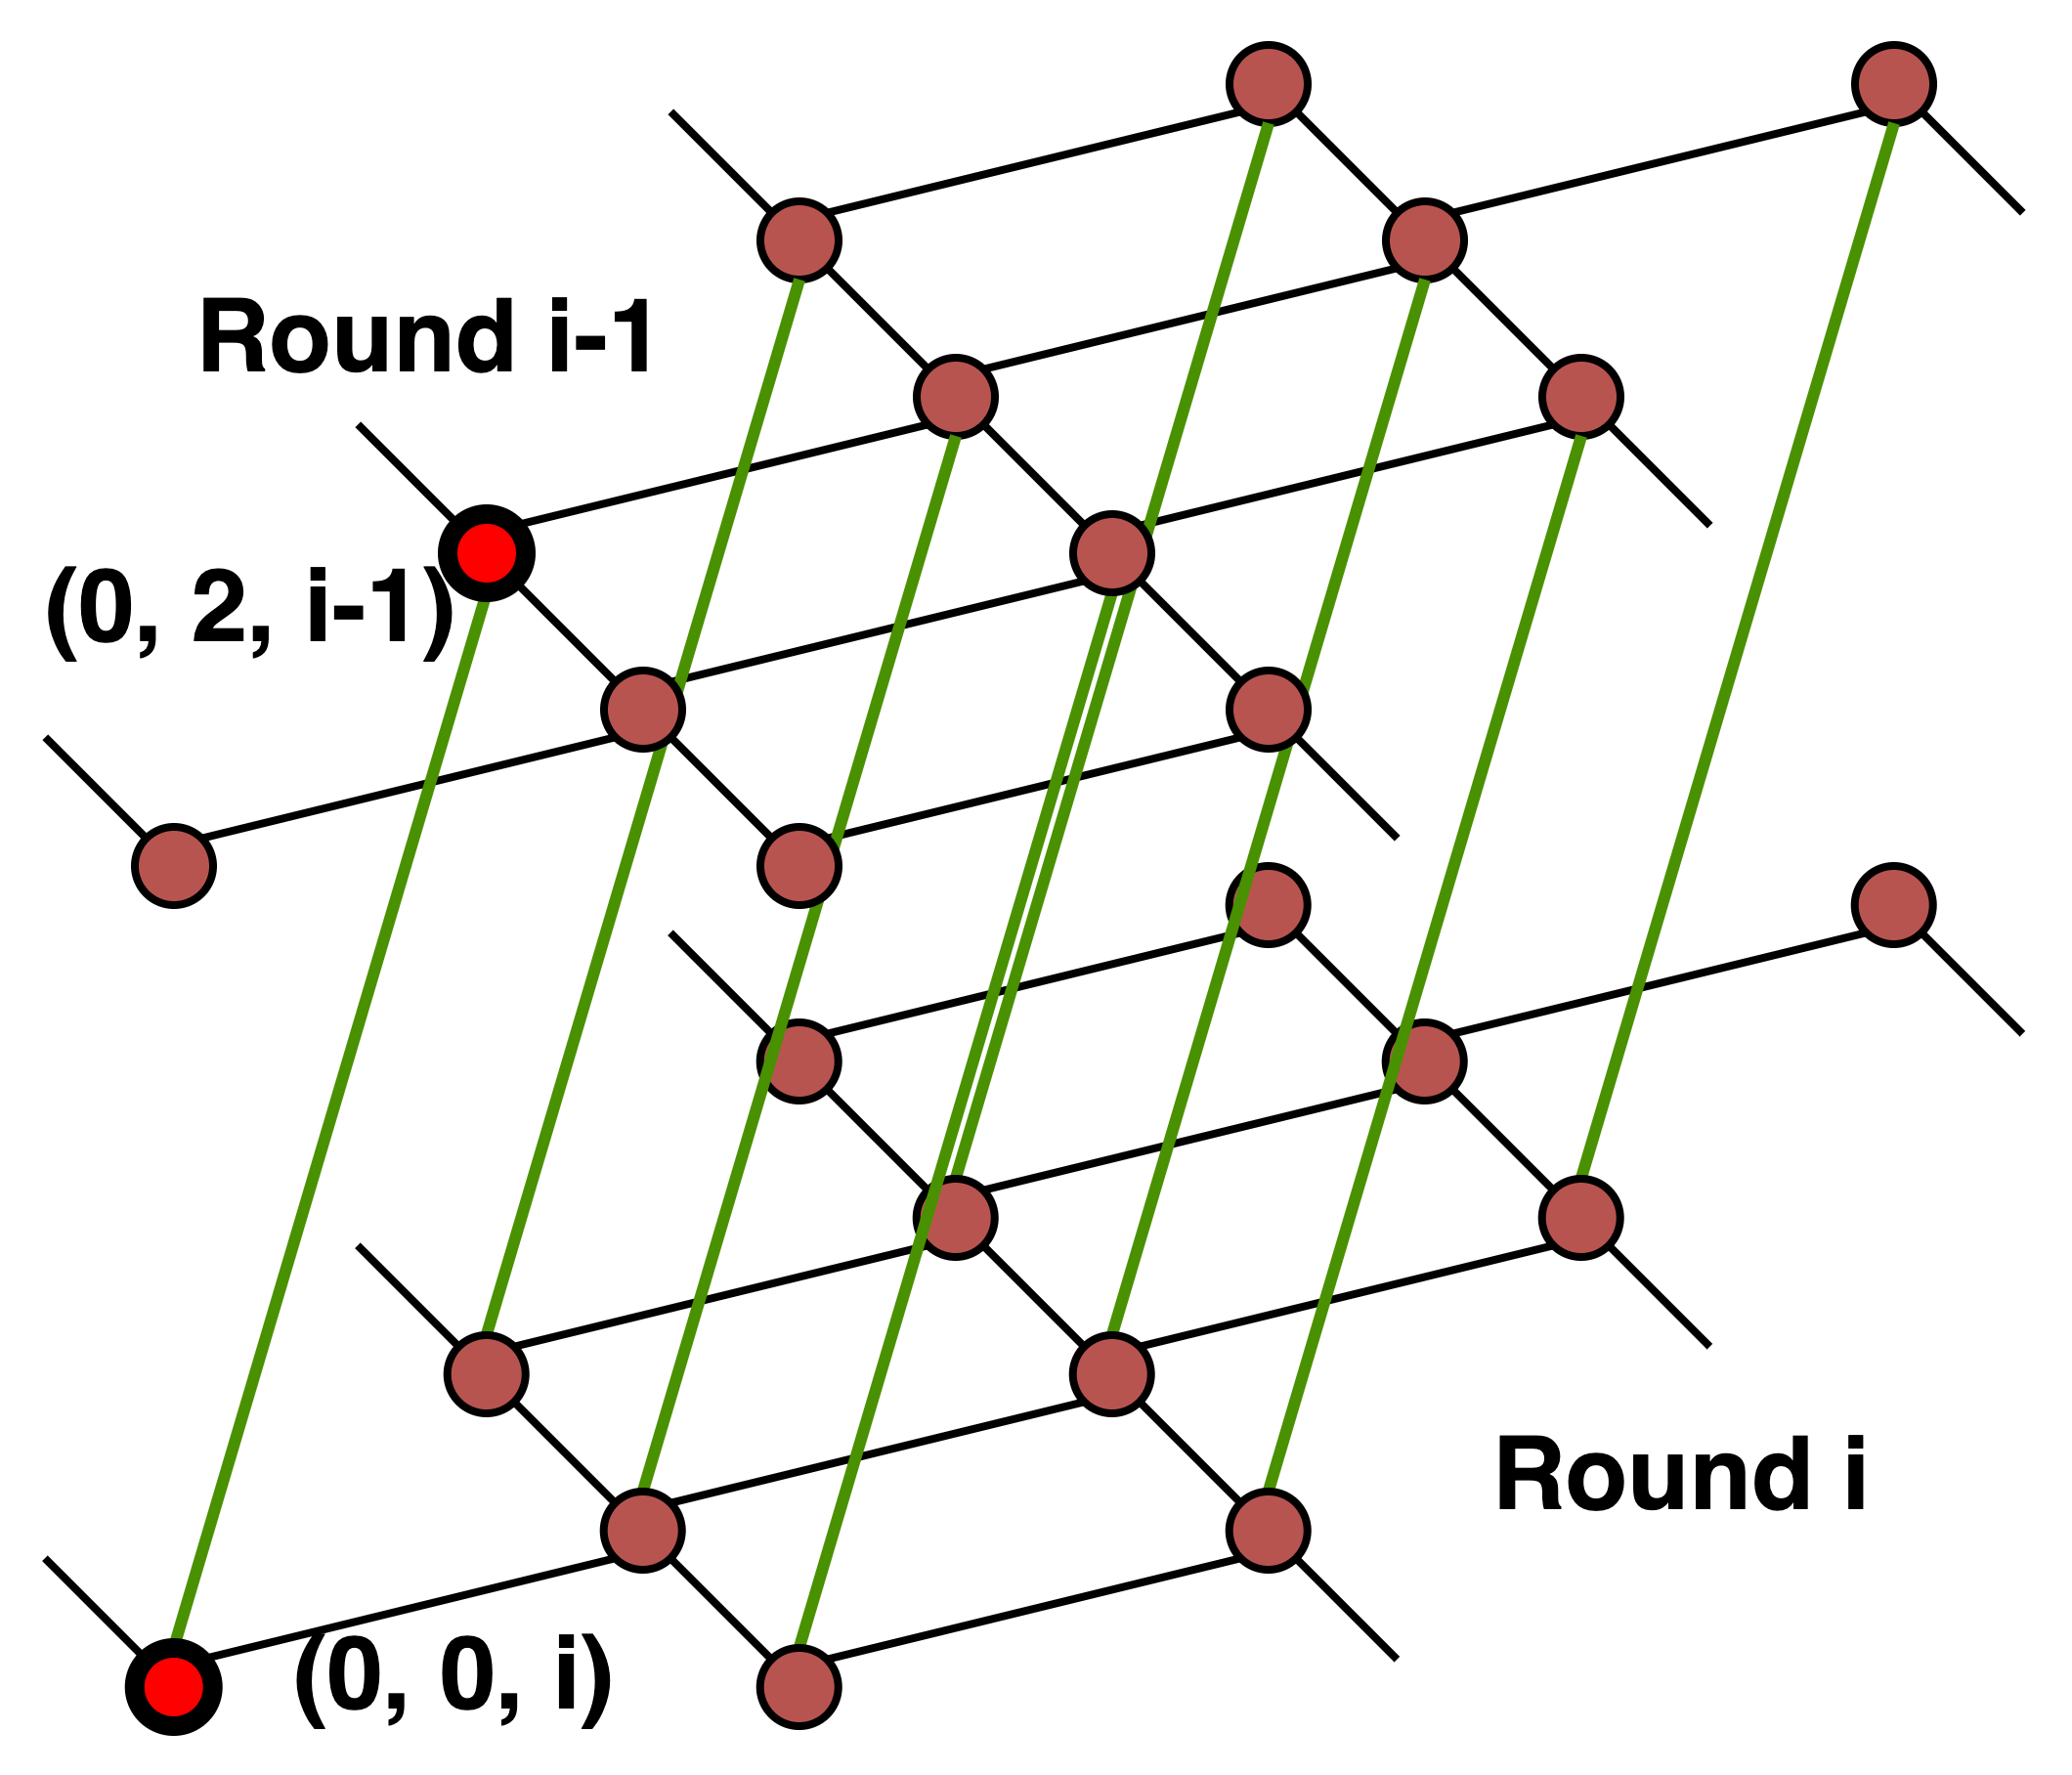 Round i-1
(0, 2, i-1)
Round i
(0, 0, i)